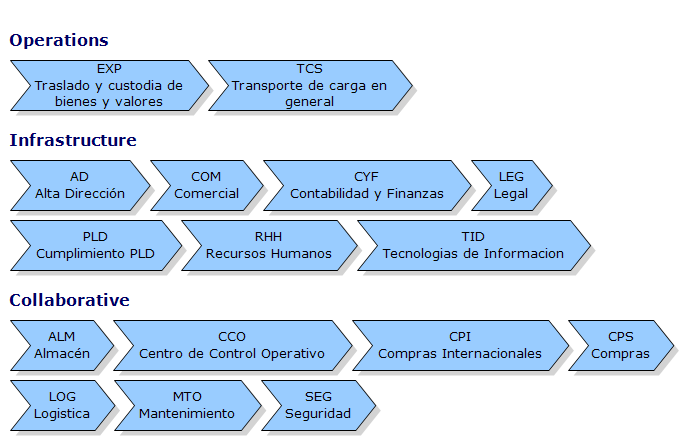 Operations
EXP
Traslado y custodia de
bienes y valores
TCS
Transporte de carga en
general
Infrastructure
AD
Alta Dirección
COM
Comercial
CYF
Contabilidad y Finanzas
LEG
Legal
PLD
Cumplimiento PLD
RHH
Recursos Humanos
TID
Tecnologias de Informacion
Collaborative
ALM
Almacén
CCO
Centro de Control Operativo
CPI
Compras Internacionales
CPS
Compras
LOG
Logistica
MTO
Mantenimiento
SEG
Seguridad